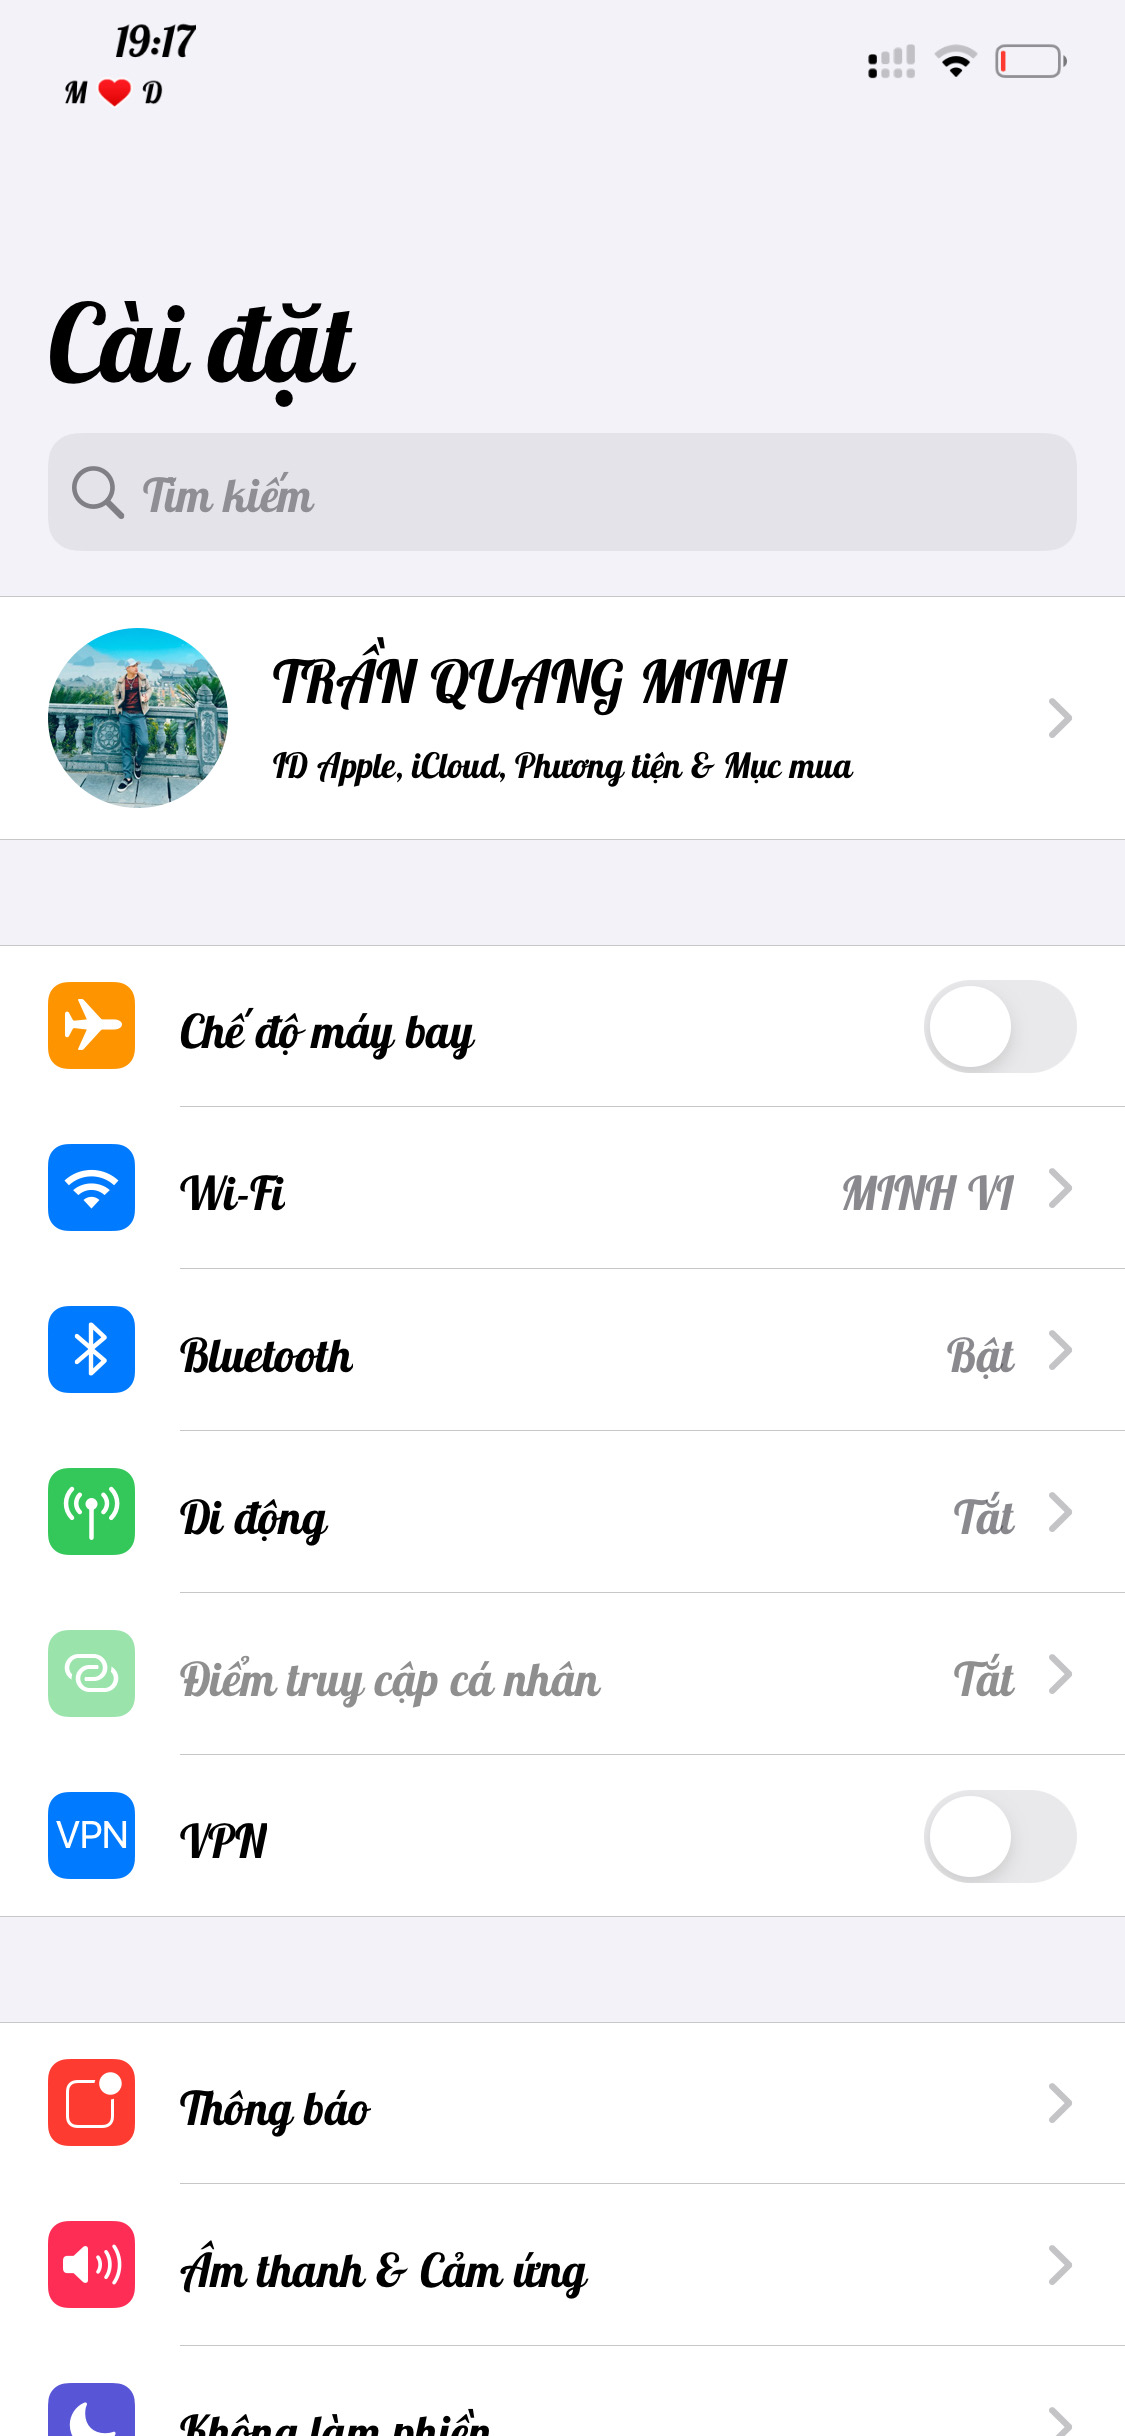 19:17
M ❤️ D
Cài đặt
Tìm kiếm
TRẦN QUANG MINH
ID Apple, iCloud, Phương tiện & Mục mua
Chế độ máy bay
Wi-Fi MINH VI
Bluetooth Bật
Di động Tắt
Điểm truy cập cá nhân Tắt
VPN VPN
Thông báo
Âm thanh & Cảm ứng
Không làm phiền